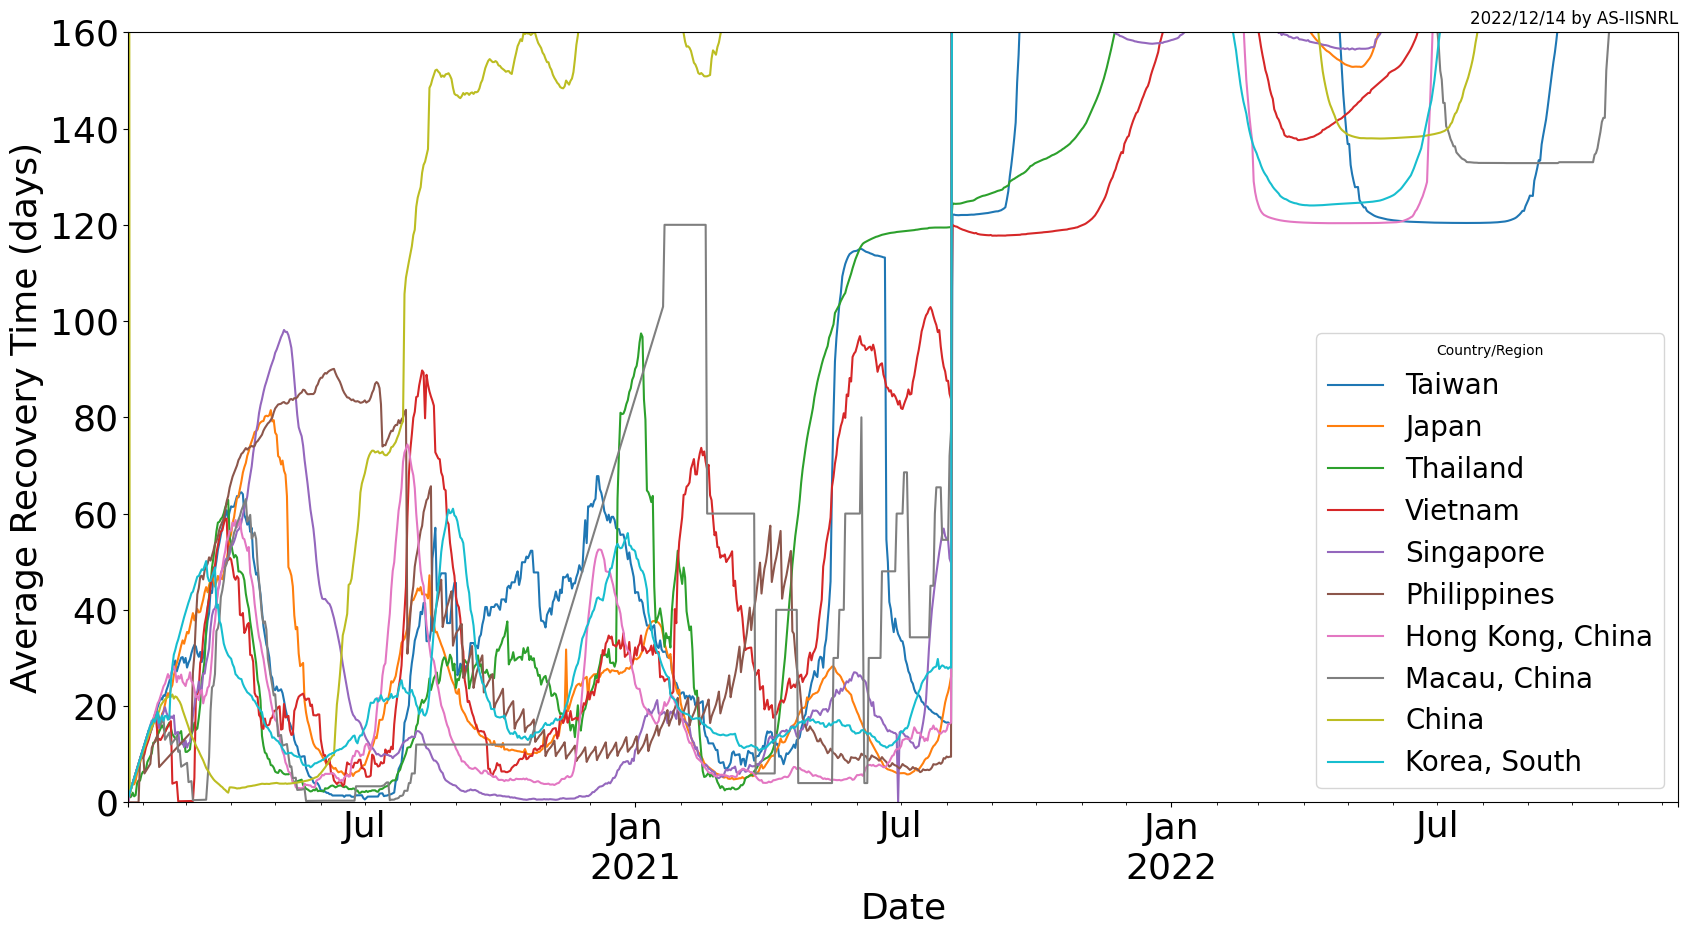 2022/12/14 by AS-IISNRL
160
140
120
100
80
60
40
20
0
Average Recovery Time (days)
Country/Region
Taiwan
Japan
Thailand
Vietnam
Singapore
Philippines
Hong Kong, China
Macau, China
China
Korea, South
Jul
Jan
2021
Jul
Jan
2022
Jul
Date